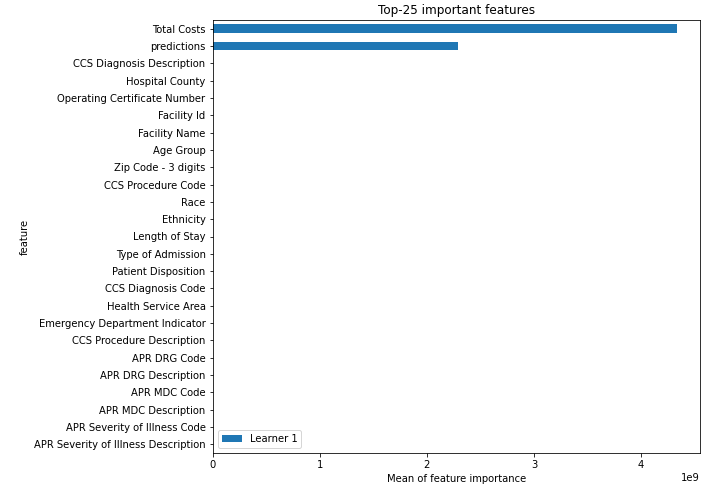 Top-25 important features
Total Costs
predictions
CCS Diagnosis Description
Hospital County
Operating Certificate Number
Facility Id
Facility Name
Age Group
Zip Code - 3 digits
CCS Procedure Code
Race
Ethnicity
Length of Stay
Type of Admission
Patient Disposition
CCS Diagnosis Code
Health Service Area
Emergency Department Indicator
CCS Procedure Description
APR DRG Code
APR DRG Description
APR MDC Code
APR MDC Description
APR Severity of Illness Code
APR Severity of Illness Description
feature
Learner 1
0 1 2 3 4
1e9
Mean of feature importance